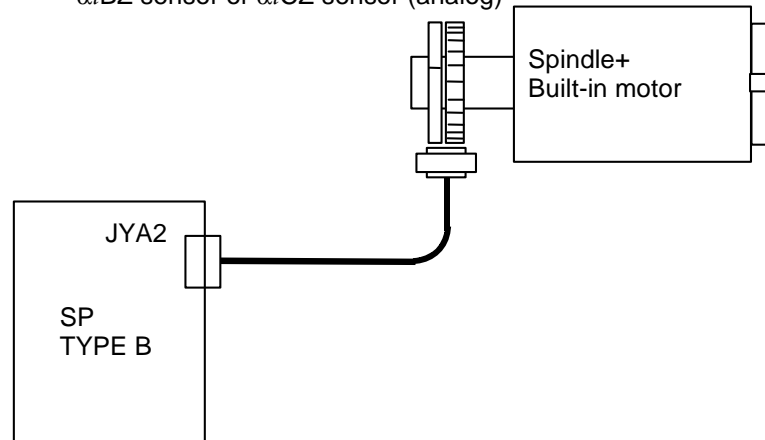 αiBZ sensor or αiCZ sensor (analog)
Spindle+
Built-in motor
JYA2
SP
TYPE B